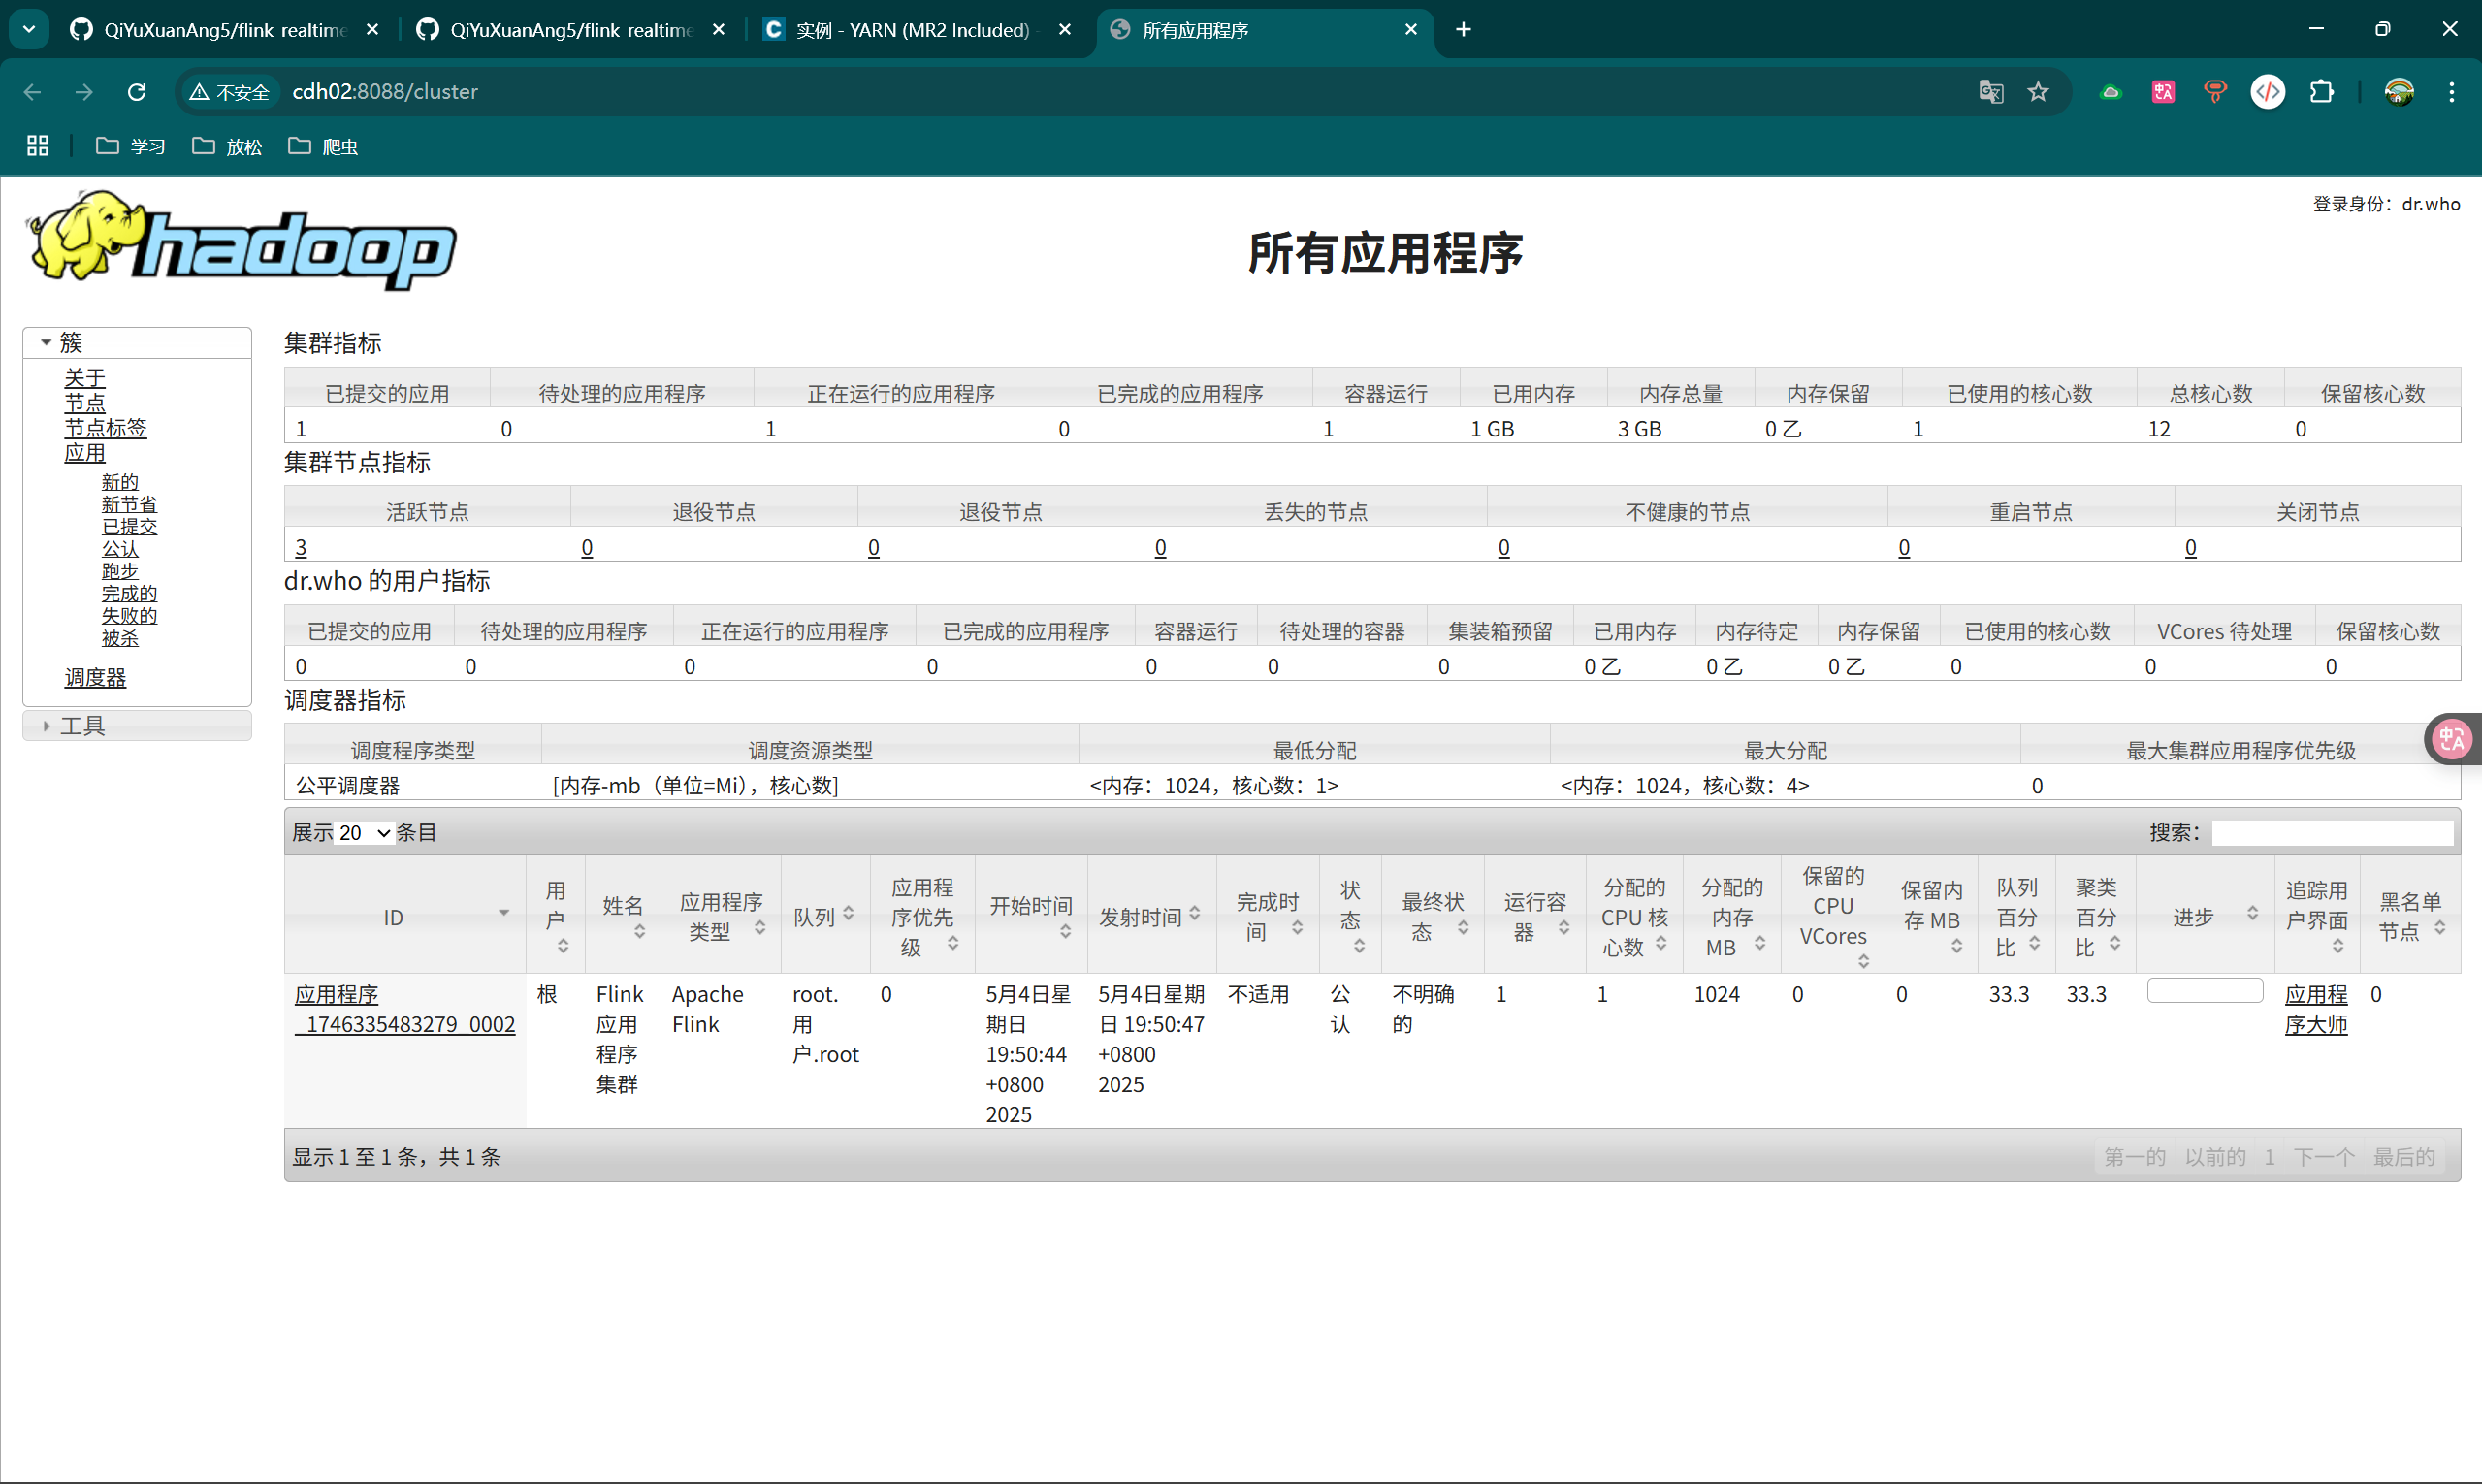 QiYuXuanAng5/flink realtime
QiYuXuanAng5/flink realtime
实例 - YARN (MR2 Included) -
所有应用程序
不安全 cdh02:8088/cluster
学习 放松 爬虫
hadoop
所有应用程序
登录身份：dr.who
簇
关于
节点
节点标签
应用
新的
新节省
已提交
公认
跑步
完成的
失败的
被杀
调度器
工具
集群指标
已提交的应用 待处理的应用程序 正在运行的应用程序 已完成的应用程序 容器运行 已用内存 内存总量 内存保留 已使用的核心数 总核心数 保留核心数
1 0 1 0 1 1 GB 3 GB 0 乙 1 12 0
集群节点指标
活跃节点 退役节点 退役节点 丢失的节点 不健康的节点 重启节点 关闭节点
3 0 0 0 0 0 0
dr.who 的用户指标
已提交的应用 待处理的应用程序 正在运行的应用程序 已完成的应用程序 容器运行 待处理的容器 集装箱预留 已用内存 内存待定 内存保留 已使用的核心数 VCores 待处理 保留核心数
0 0 0 0 0 0 0 0 乙 0 乙 0 乙 0 0 0
调度器指标
调度程序类型 调度资源类型 最低分配 最大分配 最大集群应用程序优先级
公平调度器 [内存-mb（单位=Mi），核心数] <内存：1024，核心数：1> <内存：1024，核心数：4> 0
展示 20 条目 搜索：
ID 用户 姓名 应用程序类型 队列 应用程序优先级 开始时间 发射时间 完成时间 状态 最终状态 运行容器 分配的 CPU 核心数 分配的内存 MB 保留的 CPU VCores 保留内存 MB 队列百分比 聚类百分比 进步 追踪用户界面 黑名单节点
应用程序_1746335483279_0002 根 Flink 应用程序集群 Apache Flink root.用户.root 0 5月4日星期日 19:50:44 +0800 2025 5月4日星期日 19:50:47 +0800 2025 不适用 公认 不明确的 1 1 1024 0 0 33.3 33.3 应用程序大师 0
显示 1 至 1 条，共 1 条 第一的 以前的 1 下一个 最后的